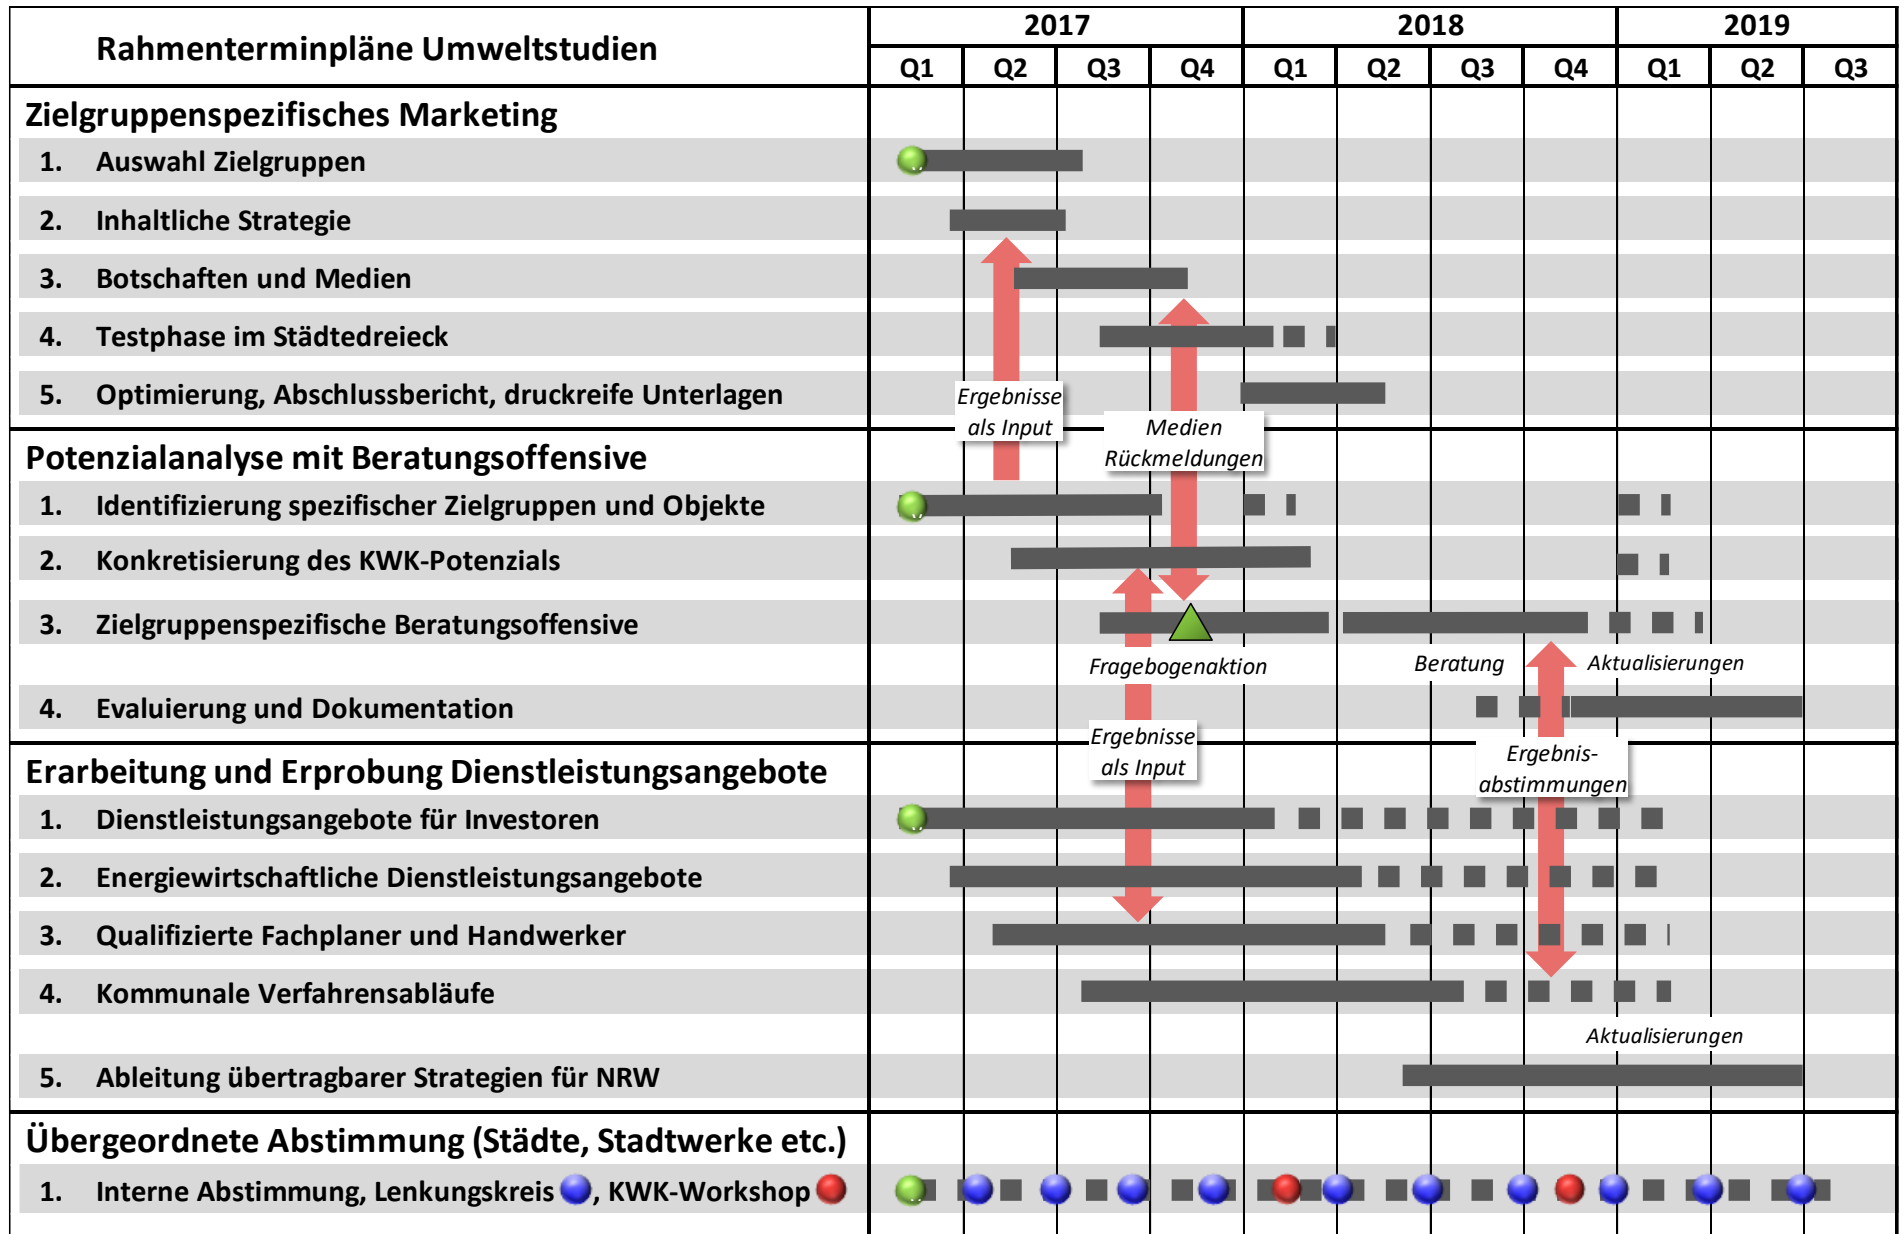 Rahmenterminpläne Umweltstudien
2017 2018 2019
Q1 Q2 Q3 Q4 Q1 Q2 Q3 Q4 Q1 Q2 Q3
Zielgruppenspezifisches Marketing
1. Auswahl Zielgruppen
2. Inhaltliche Strategie
3. Botschaften und Medien
4. Testphase im Städtedreieck
5. Optimierung, Abschlussbericht, druckreife Unterlagen
Ergebnisse
als Input
Medien
Rückmeldungen
Potenzialanalyse mit Beratungsoffensive
1. Identifizierung spezifischer Zielgruppen und Objekte
2. Konkretisierung des KWK-Potenzials
3. Zielgruppenspezifische Beratungsoffensive
Fragebogenaktion Beratung Aktualisierungen
4. Evaluierung und Dokumentation
Ergebnisse
als Input
Ergebnis-
abstimmungen
Erarbeitung und Erprobung Dienstleistungsangebote
1. Dienstleistungsangebote für Investoren
2. Energiewirtschaftliche Dienstleistungsangebote
3. Qualifizierte Fachplaner und Handwerker
4. Kommunale Verfahrensabläufe
Aktualisierungen
5. Ableitung übertragbarer Strategien für NRW
Übergeordnete Abstimmung (Städte, Stadtwerke etc.)
1. Interne Abstimmung, Lenkungskreis , KWK-Workshop